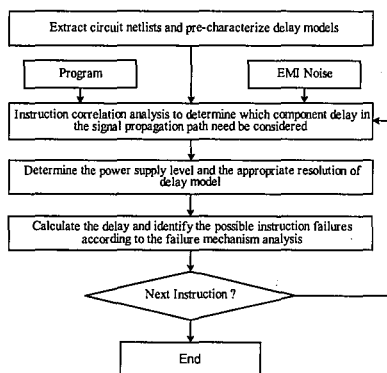 Extract circuit netlists and pre-characterize delay models
Program
EMI Noise
Instruction correlation analysis to determine which component delay in
the signal propagation path need be considered
Determine the power supply level and the appropriate resolution of
delay model
Calculate the delay and identify the possible instruction failures
according to the failure mechanism analysis
Next Instruction ?
End